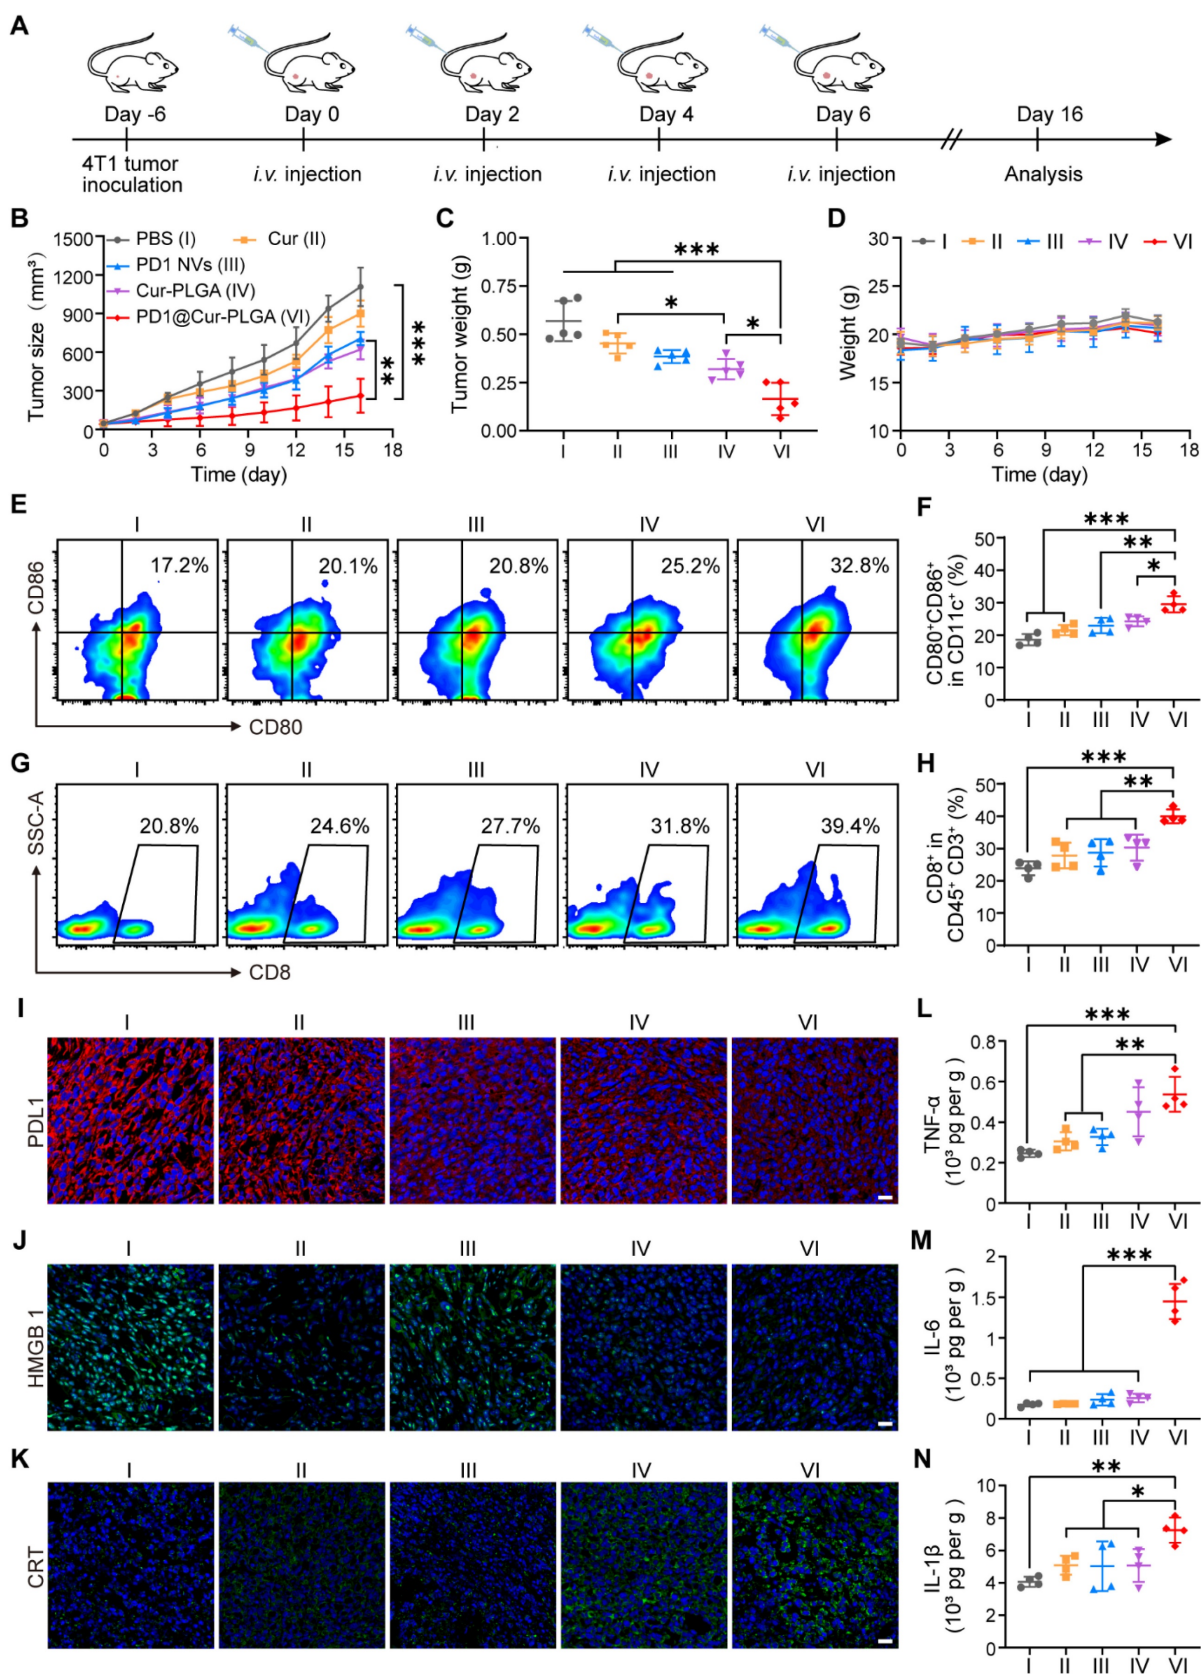 A
Day -6
Day 0
Day 2
Day 4
Day 6
Day 16
4T1 tumor
inoculation
i.v. injection
i.v. injection
i.v. injection
i.v. injection
Analysis
B
Tumor size (mm³)
1500
1200
900
600
300
0
PBS (I)
Cur (II)
PD1 NVs (III)
Cur-PLGA (IV)
PD1@Cur-PLGA (VI)
**
***
0 3 6 9 12 15 18
Time (day)
C
Tumor weight (g)
1.00
0.75
0.50
0.25
0.00
***
*
*
I II III IV VI
D
I II III IV VI
Weight (g)
30
25
20
15
10
0 3 6 9 12 15 18
Time (day)
E
I II III IV VI
CD86
17.2% 20.1% 20.8% 25.2% 32.8%
CD80
F
CD80⁺CD86⁺
in CD11c⁺ (%)
50
40
30
20
10
0
***
**
*
I II III IV VI
G
I II III IV VI
SSC-A
20.8% 24.6% 27.7% 31.8% 39.4%
CD8
H
CD8⁺ in
CD45⁺ CD3⁺ (%)
50
40
30
20
10
0
***
**
I II III IV VI
I
I II III IV VI
PDL1
L
TNF-α
(10³ pg per g)
0.8
0.6
0.4
0.2
0
***
**
I II III IV VI
J
I II III IV VI
HMGB 1
M
IL-6
(10³ pg per g )
2
1.5
1
0.5
0
***
I II III IV VI
K
I II III IV VI
CRT
N
IL-1β
(10³ pg per g )
10
8
6
4
2
0
**
*
I II III IV VI